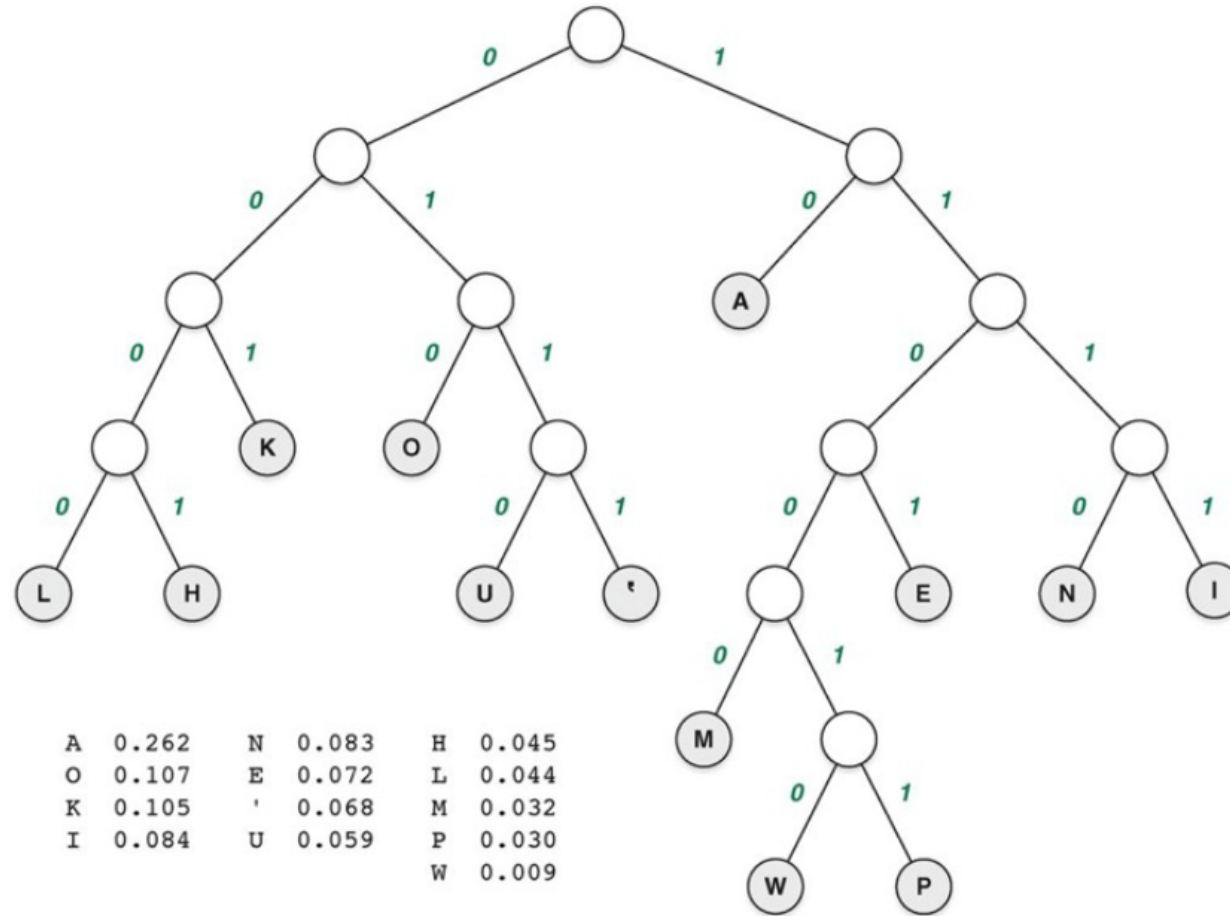 0 1
0 1 0 1
A
0 1 0 1 0 1
K O
0 1 0 1 0 1 0 1
L H U ' E N I
0 1
M
0 1
W P
A 0.262 N 0.083 H 0.045
O 0.107 E 0.072 L 0.044
K 0.105 ' 0.068 M 0.032
I 0.084 U 0.059 P 0.030
W 0.009